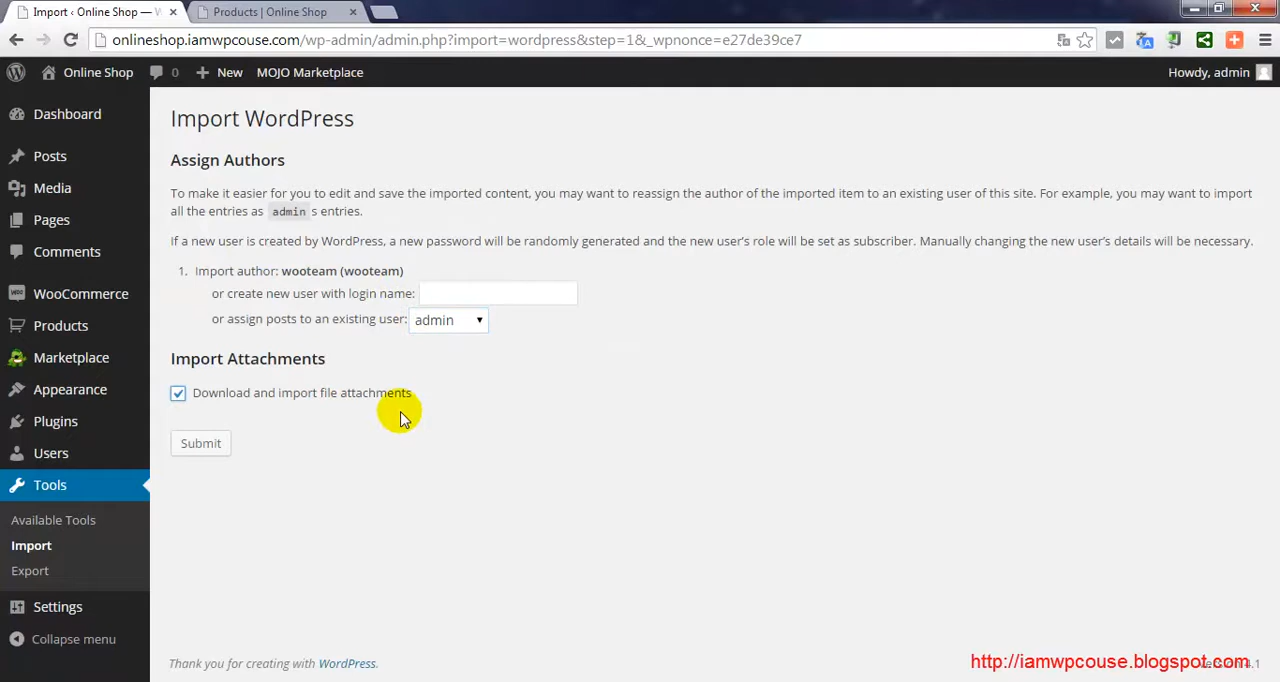 Import ‹ Online Shop — W
Products | Online Shop
onlineshop.iamwpcouse.com/wp-admin/admin.php?import=wordpress&step=1&_wpnonce=e27de39ce7
Online Shop 0 New MOJO Marketplace Howdy, admin
Dashboard
Posts
Media
Pages
Comments
WooCommerce
Products
Marketplace
Appearance
Plugins
Users
Tools
Available Tools
Import
Export
Settings
Collapse menu
Import WordPress
Assign Authors
To make it easier for you to edit and save the imported content, you may want to reassign the author of the imported item to an existing user of this site. For example, you may want to import
all the entries as admin s entries.
If a new user is created by WordPress, a new password will be randomly generated and the new user's role will be set as subscriber. Manually changing the new user's details will be necessary.
1. Import author: wooteam (wooteam)
or create new user with login name:
or assign posts to an existing user: admin
Import Attachments
Download and import file attachments
Submit
Thank you for creating with WordPress.
http://iamwpcouse.blogspot.com